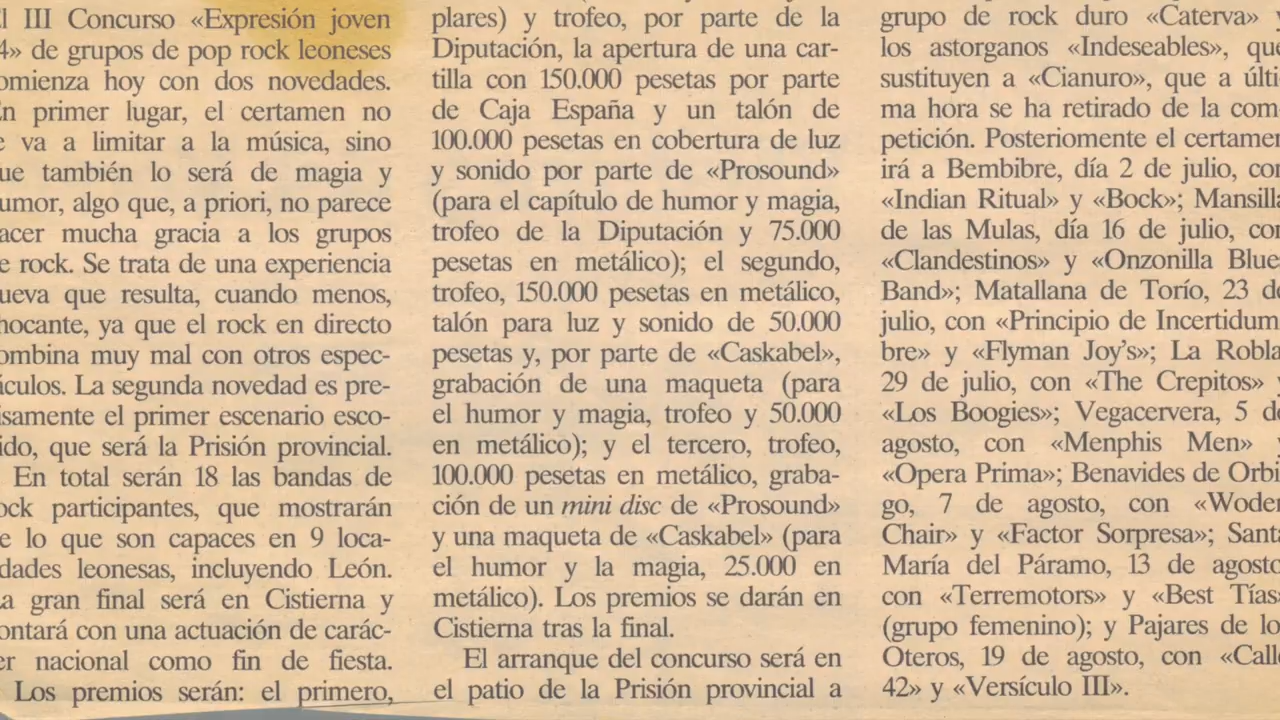 El III Concurso «Expresión joven
4» de grupos de pop rock leoneses
omienza hoy con dos novedades.
En primer lugar, el certamen no
e va a limitar a la música, sino
ue también lo será de magia y
umor, algo que, a priori, no parece
acer mucha gracia a los grupos
e rock. Se trata de una experiencia
ueva que resulta, cuando menos,
hocante, ya que el rock en directo
ombina muy mal con otros espec-
áculos. La segunda novedad es pre-
isamente el primer escenario esco-
ido, que será la Prisión provincial.
En total serán 18 las bandas de
ock participantes, que mostrarán
e lo que son capaces en 9 loca-
dades leonesas, incluyendo León.
La gran final será en Cistierna y
ontará con una actuación de carác-
er nacional como fin de fiesta.
Los premios serán: el primero,
plares) y trofeo, por parte de la
Diputación, la apertura de una car-
tilla con 150.000 pesetas por parte
de Caja España y un talón de
100.000 pesetas en cobertura de luz
y sonido por parte de «Prosound»
(para el capítulo de humor y magia,
trofeo de la Diputación y 75.000
pesetas en metálico); el segundo,
trofeo, 150.000 pesetas en metálico,
talón para luz y sonido de 50.000
pesetas y, por parte de «Caskabel»,
grabación de una maqueta (para
el humor y magia, trofeo y 50.000
en metálico); y el tercero, trofeo,
100.000 pesetas en metálico, graba-
ción de un mini disc de «Prosound»
y una maqueta de «Caskabel» (para
el humor y la magia, 25.000 en
metálico). Los premios se darán en
Cistierna tras la final.
El arranque del concurso será en
el patio de la Prisión provincial a
grupo de rock duro «Caterva» y
los astorganos «Indeseables», que
sustituyen a «Cianuro», que a últi-
ma hora se ha retirado de la com-
petición. Posteriormente el certamen
irá a Bembibre, día 2 de julio, con
«Indian Ritual» y «Bock»; Mansilla
de las Mulas, día 16 de julio, con
«Clandestinos» y «Onzonilla Blues
Band»; Matallana de Torío, 23 de
julio, con «Principio de Incertidum-
bre» y «Flyman Joy's»; La Robla,
29 de julio, con «The Crepitos» y
«Los Boogies»; Vegacervera, 5 de
agosto, con «Menphis Men» y
«Opera Prima»; Benavides de Orbi-
go, 7 de agosto, con «Woden
Chair» y «Factor Sorpresa»; Santa
María del Páramo, 13 de agosto,
con «Terremotors» y «Best Tías»
(grupo femenino); y Pajares de los
Oteros, 19 de agosto, con «Calle
42» y «Versículo III».